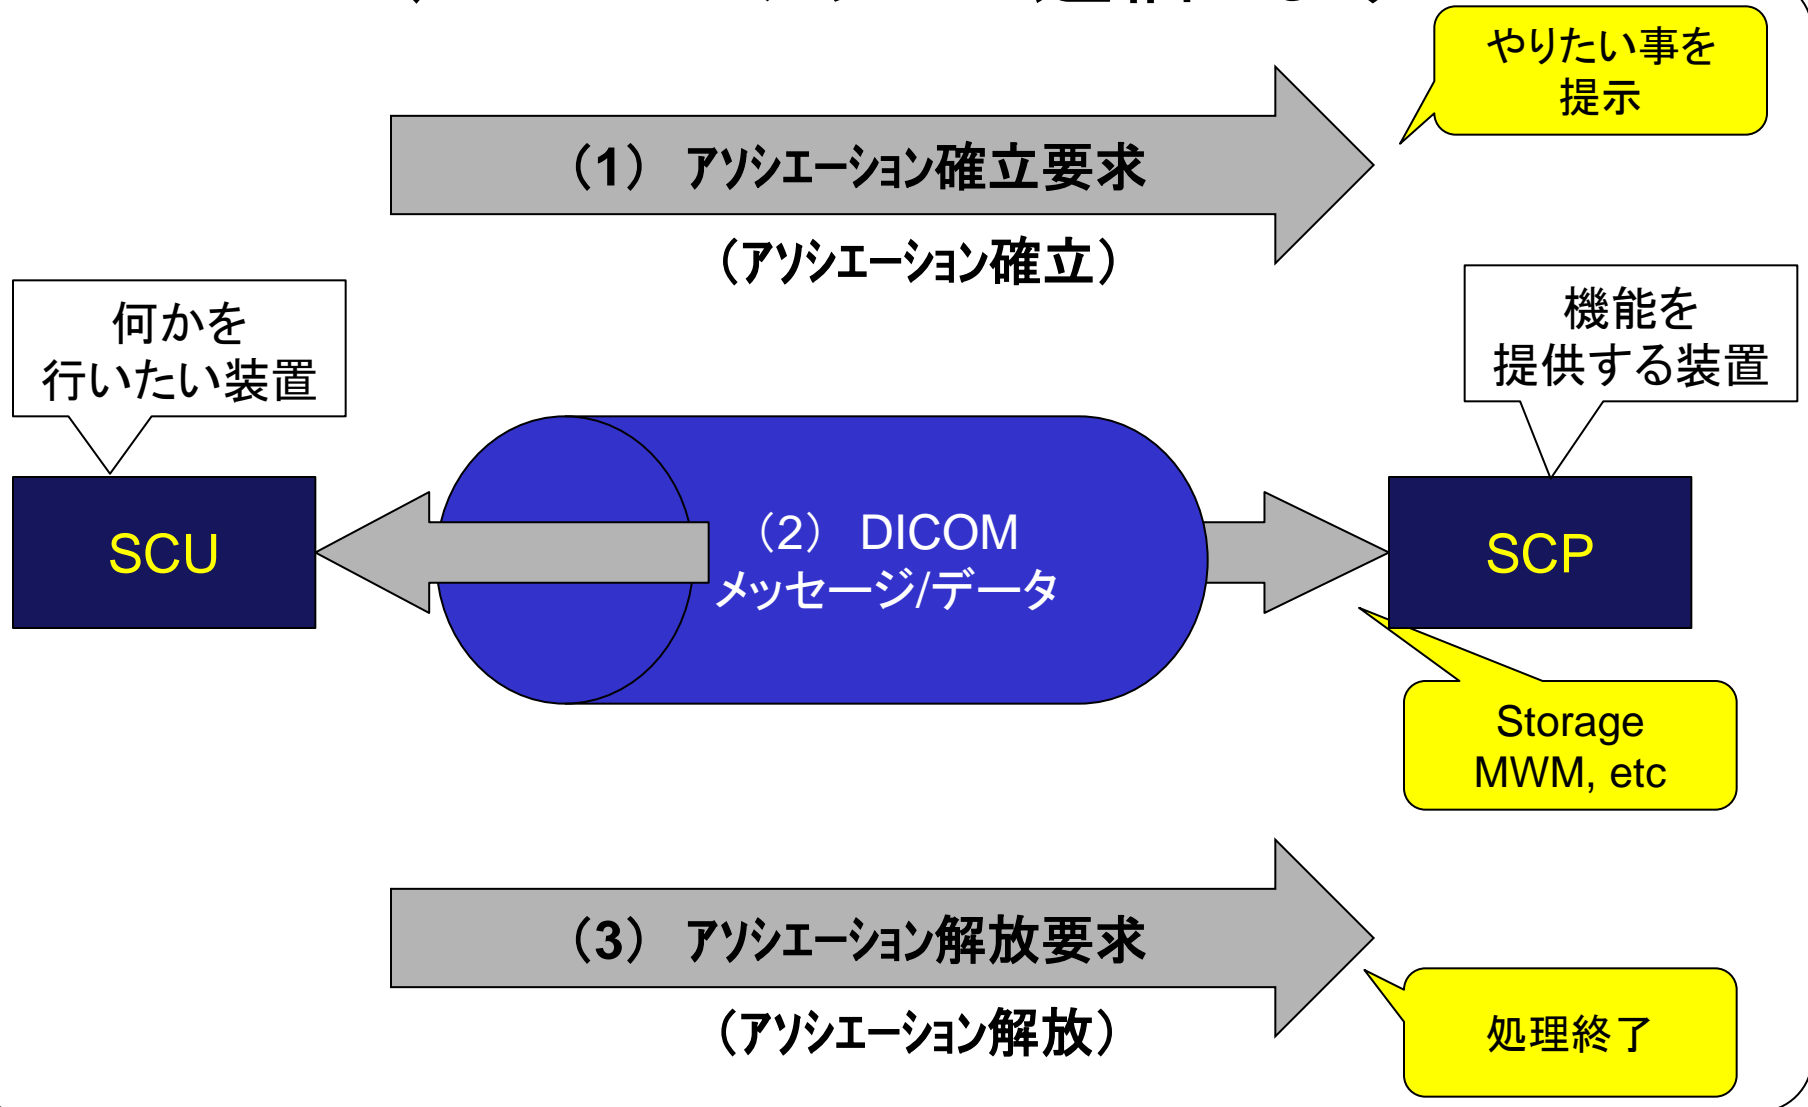 やりたい事を
提示
（1） アソシエーション確立要求
（アソシエーション確立）
何かを
行いたい装置
機能を
提供する装置
SCU
（2） DICOM
メッセージ/データ
SCP
Storage
MWM, etc
（3） アソシエーション解放要求
（アソシエーション解放）
処理終了